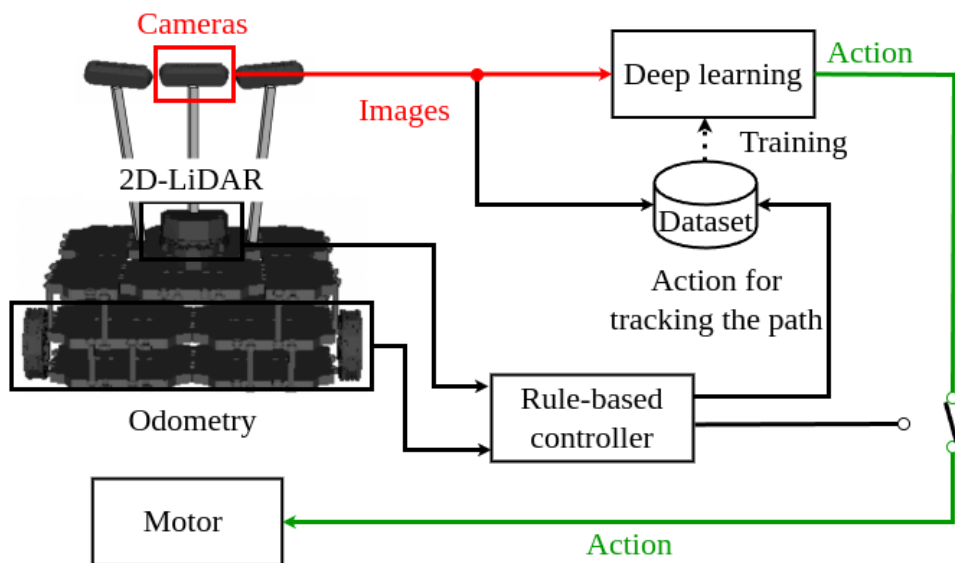 Cameras
Deep learning
Action
Images
Training
2D-LiDAR
Dataset
Action for
tracking the path
Rule-based
controller
Odometry
Motor
Action